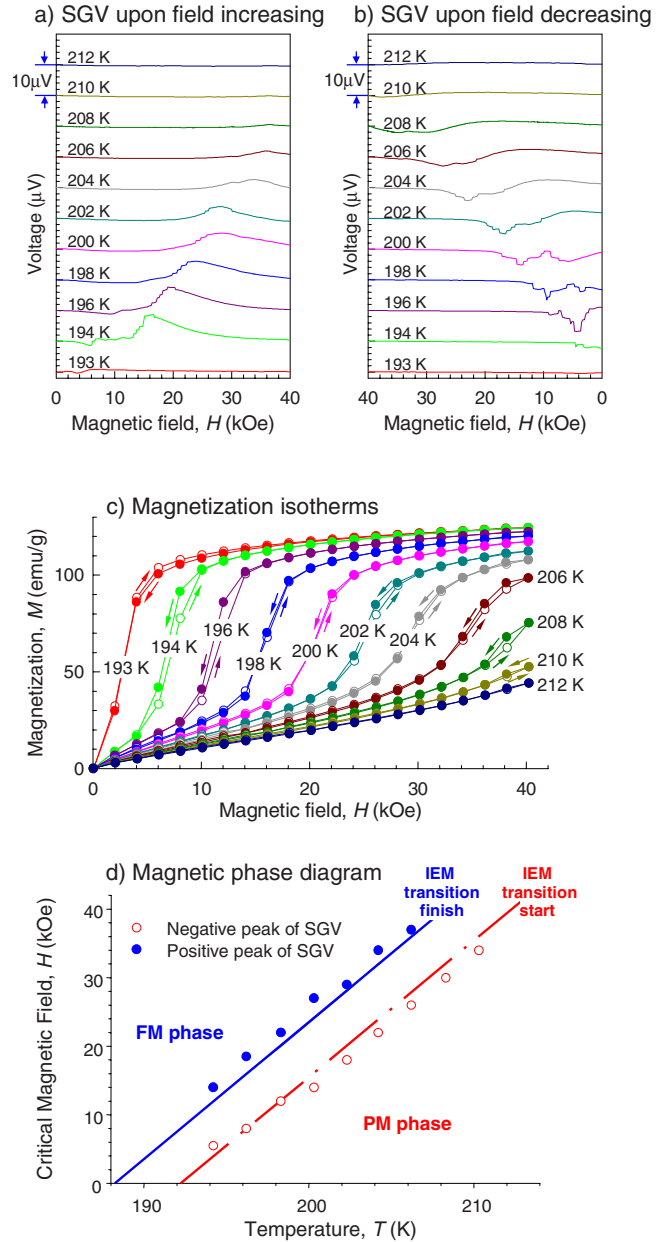 a) SGV upon field increasing
b) SGV upon field decreasing
212 K
210 K
208 K
206 K
204 K
202 K
200 K
198 K
196 K
194 K
193 K
10μV
Voltage (μV)
0 10 20 30 40
Magnetic field, H (kOe)
212 K
210 K
208 K
206 K
204 K
202 K
200 K
198 K
196 K
194 K
193 K
10μV
Voltage (μV)
40 30 20 10 0
Magnetic field, H (kOe)
c) Magnetization isotherms
Magnetization, M (emu/g)
100
50
0
193 K
194 K
196 K
198 K
200 K
202 K
204 K
206 K
208 K
210 K
212 K
0 10 20 30 40
Magnetic field, H (kOe)
d) Magnetic phase diagram
IEM
transition
finish
IEM
transition
start
Negative peak of SGV
Positive peak of SGV
FM phase
PM phase
Critical Magnetic Field, H (kOe)
40
30
20
10
0
190 200 210
Temperature, T (K)